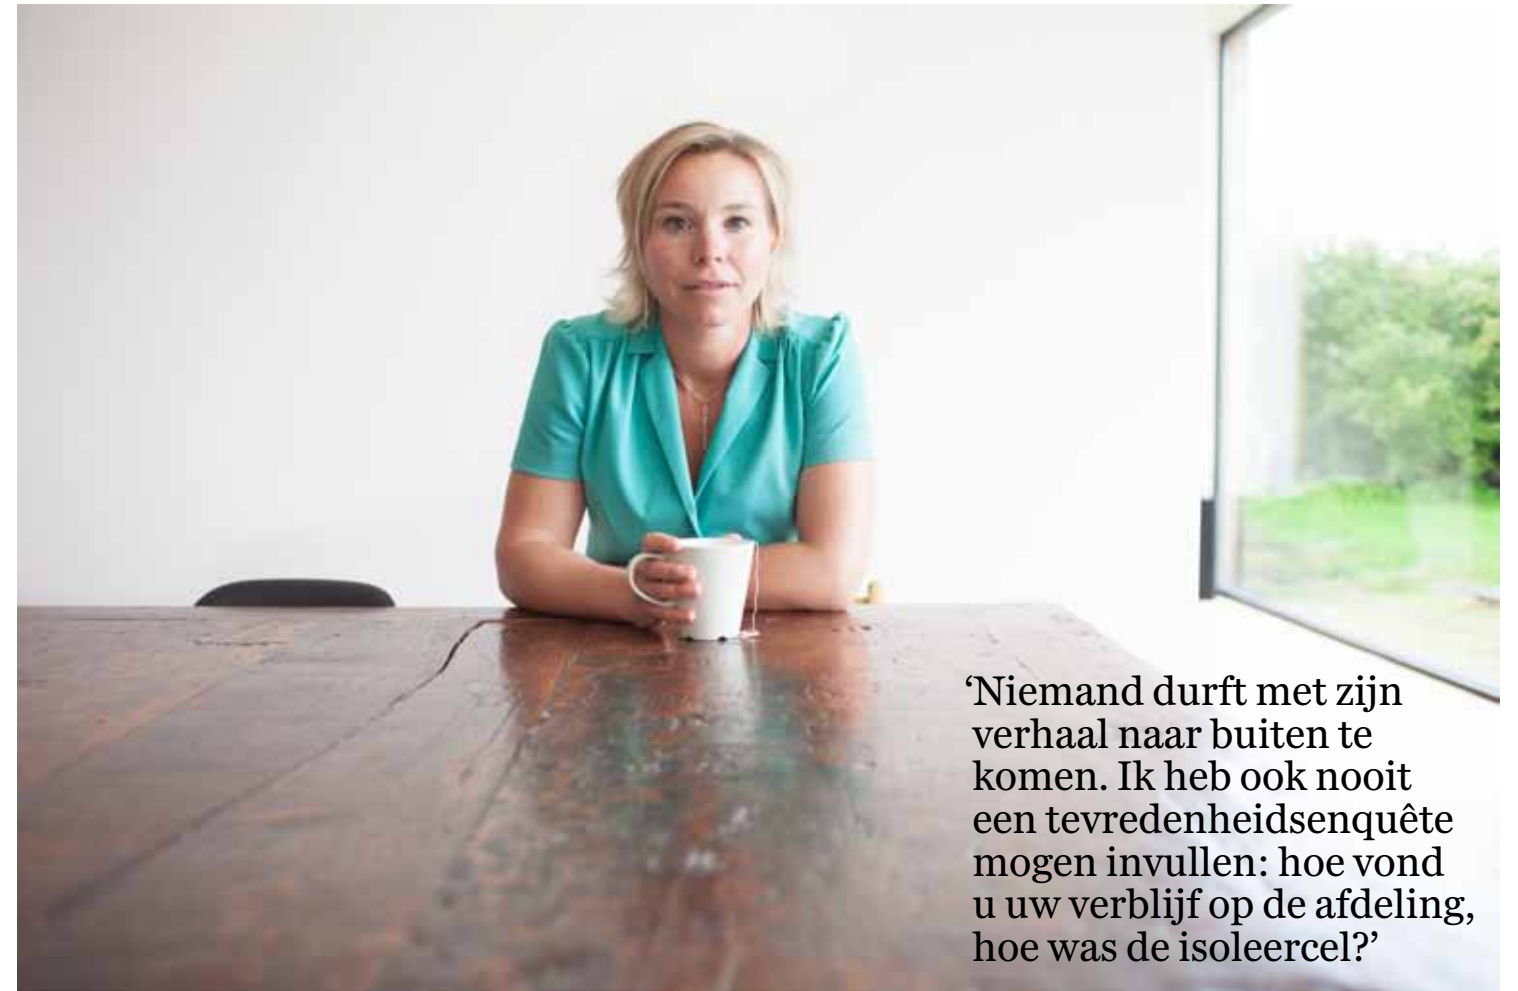 ‘Niemand durft met zijn
verhaal naar buiten te
komen. Ik heb ook nooit
een tevredenheidsenquête
mogen invullen: hoe vond
u uw verblijf op de afdeling,
hoe was de isoleercel?’